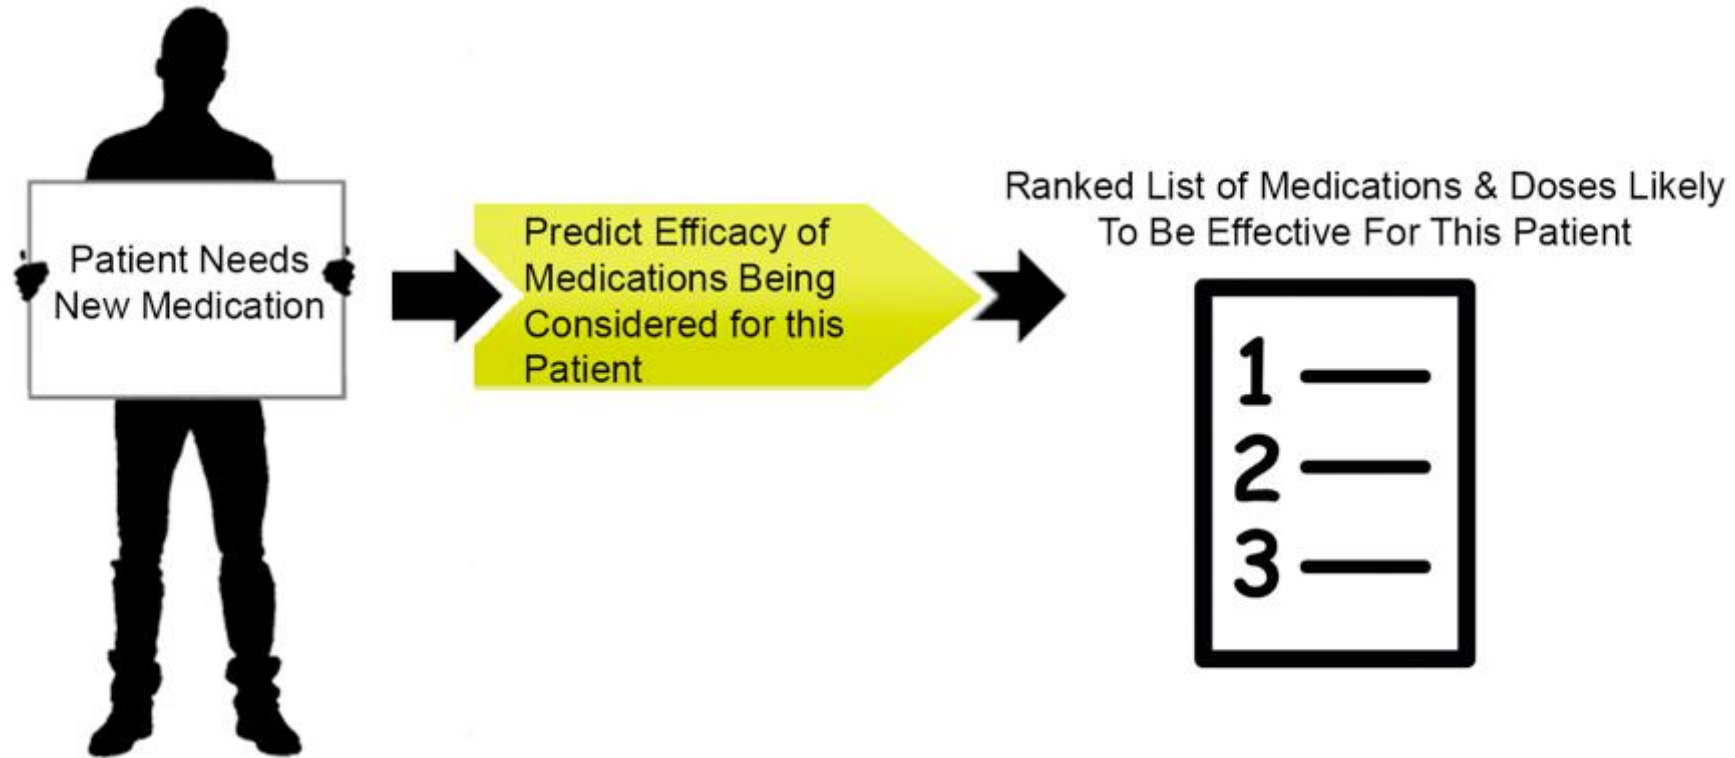 Patient Needs
New Medication
Predict Efficacy of
Medications Being
Considered for this
Patient
Ranked List of Medications & Doses Likely
To Be Effective For This Patient
1
2
3